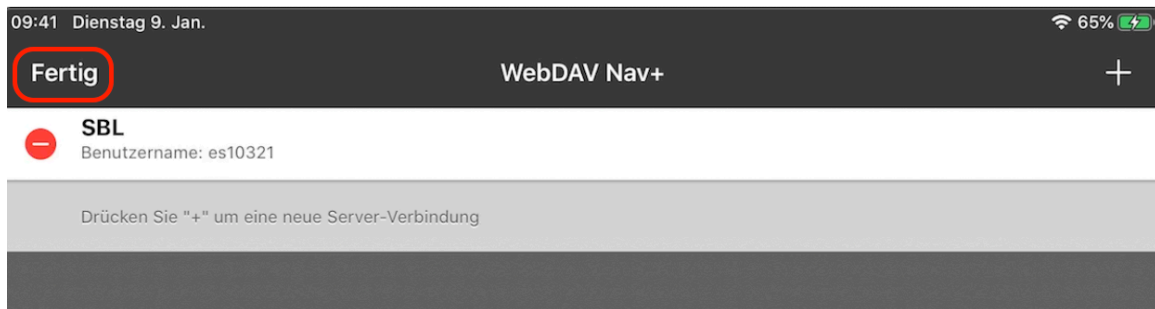 09:41 Dienstag 9. Jan. 65%
Fertig WebDAV Nav+ +
SBL
Benutzername: es10321
Drücken Sie "+" um eine neue Server-Verbindung